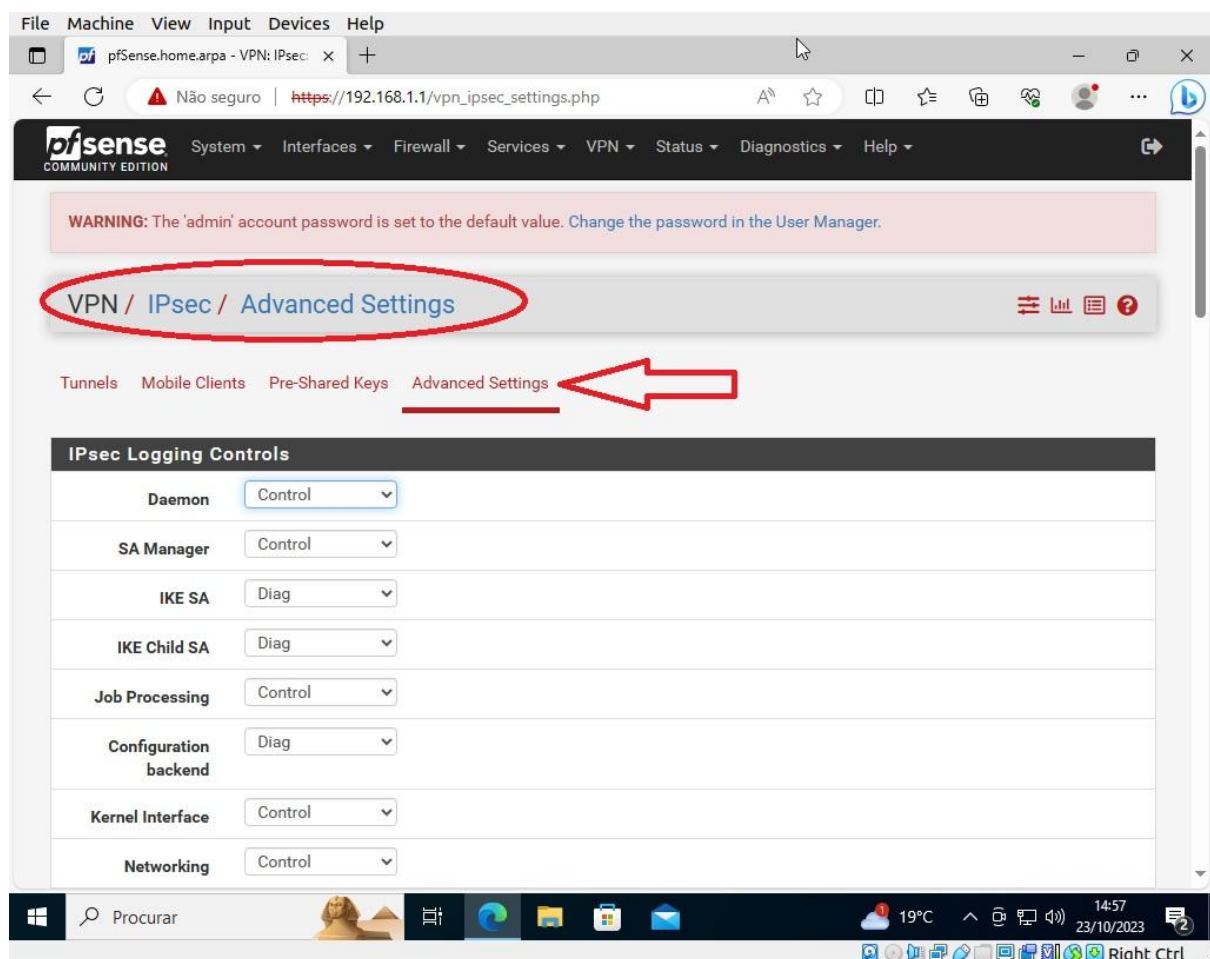 File Machine View Input Devices Help
pfSense.home.arpa - VPN: IPsec:
Não seguro https://192.168.1.1/vpn_ipsec_settings.php
pfsense System Interfaces Firewall Services VPN Status Diagnostics Help
COMMUNITY EDITION
WARNING: The 'admin' account password is set to the default value. Change the password in the User Manager.
VPN / IPsec / Advanced Settings
Tunnels Mobile Clients Pre-Shared Keys Advanced Settings
IPsec Logging Controls
Daemon Control
SA Manager Control
IKE SA Diag
IKE Child SA Diag
Job Processing Control
Configuration Diag
backend
Kernel Interface Control
Networking Control
Procurar 1 19°C 14:57
23/10/2023 2
Right Ctrl